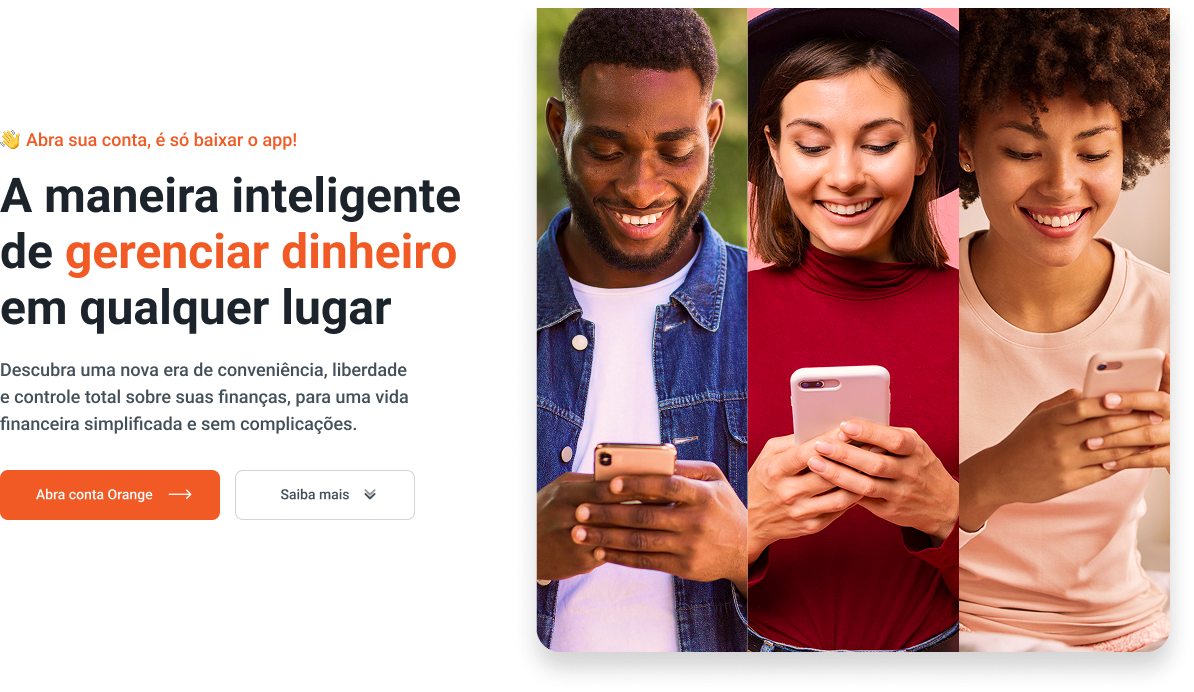 👋 Abra sua conta, é só baixar o app!
A maneira inteligente
de gerenciar dinheiro
em qualquer lugar
Descubra uma nova era de conveniência, liberdade
e controle total sobre suas finanças, para uma vida
financeira simplificada e sem complicações.
Abra conta Orange
Saiba mais